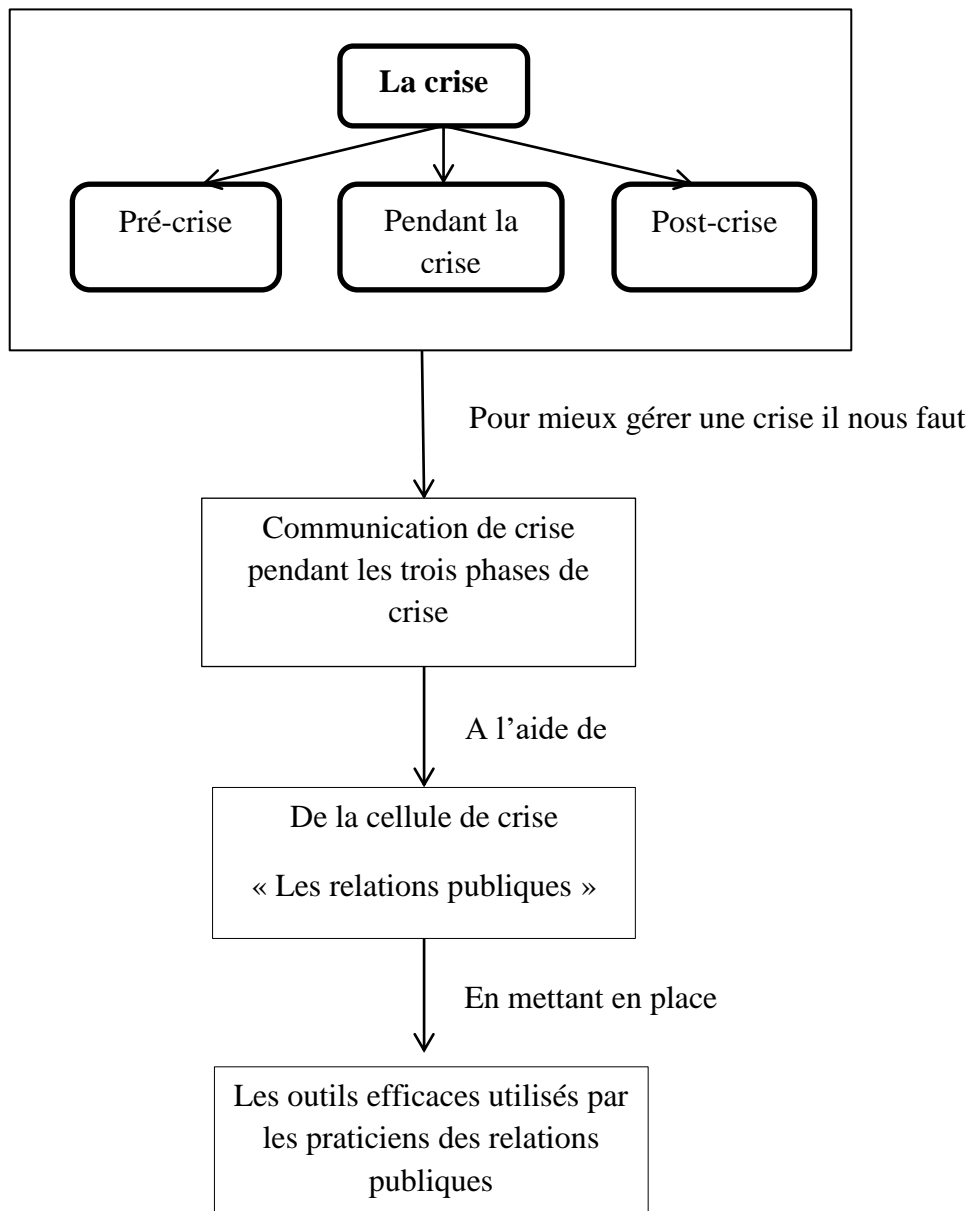 La crise
Pré-crise
Pendant la
crise
Post-crise
Pour mieux gérer une crise il nous faut
Communication de crise
pendant les trois phases de
crise
A l’aide de
De la cellule de crise
« Les relations publiques »
En mettant en place
Les outils efficaces utilisés par
les praticiens des relations
publiques